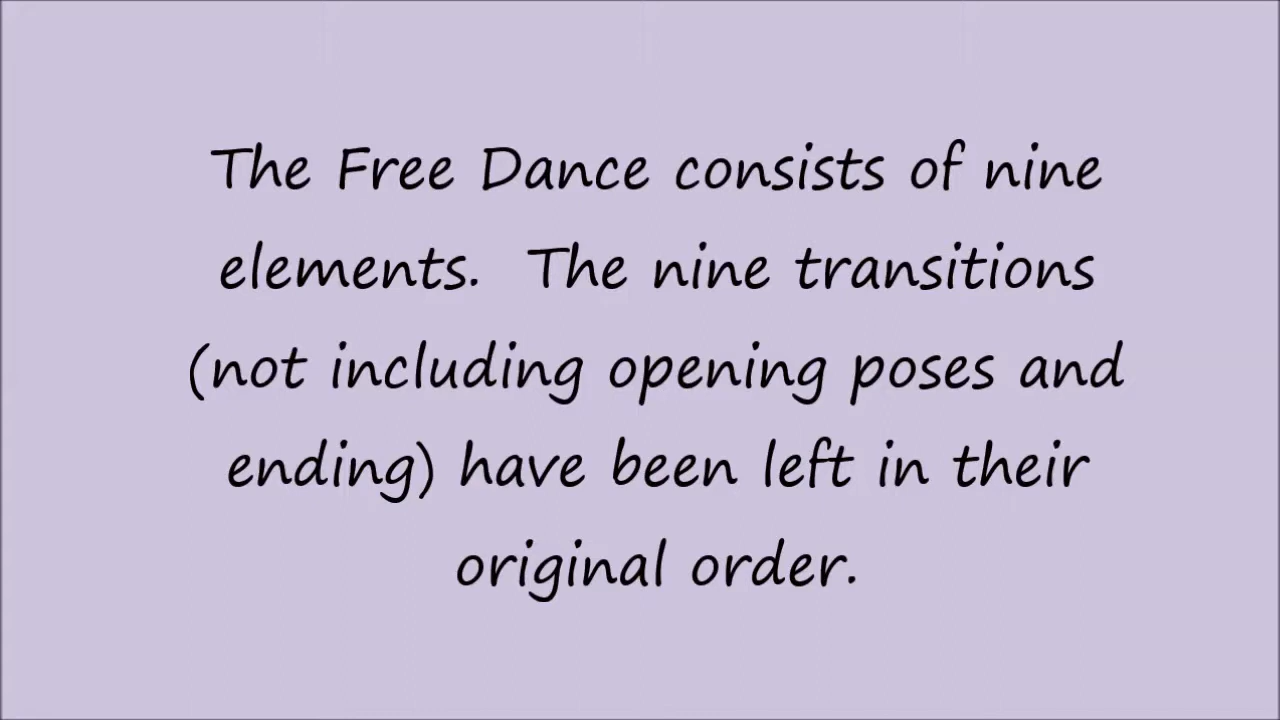 The Free Dance consists of nine
elements.  The nine transitions
(not including opening poses and
ending) have been left in their
original order.